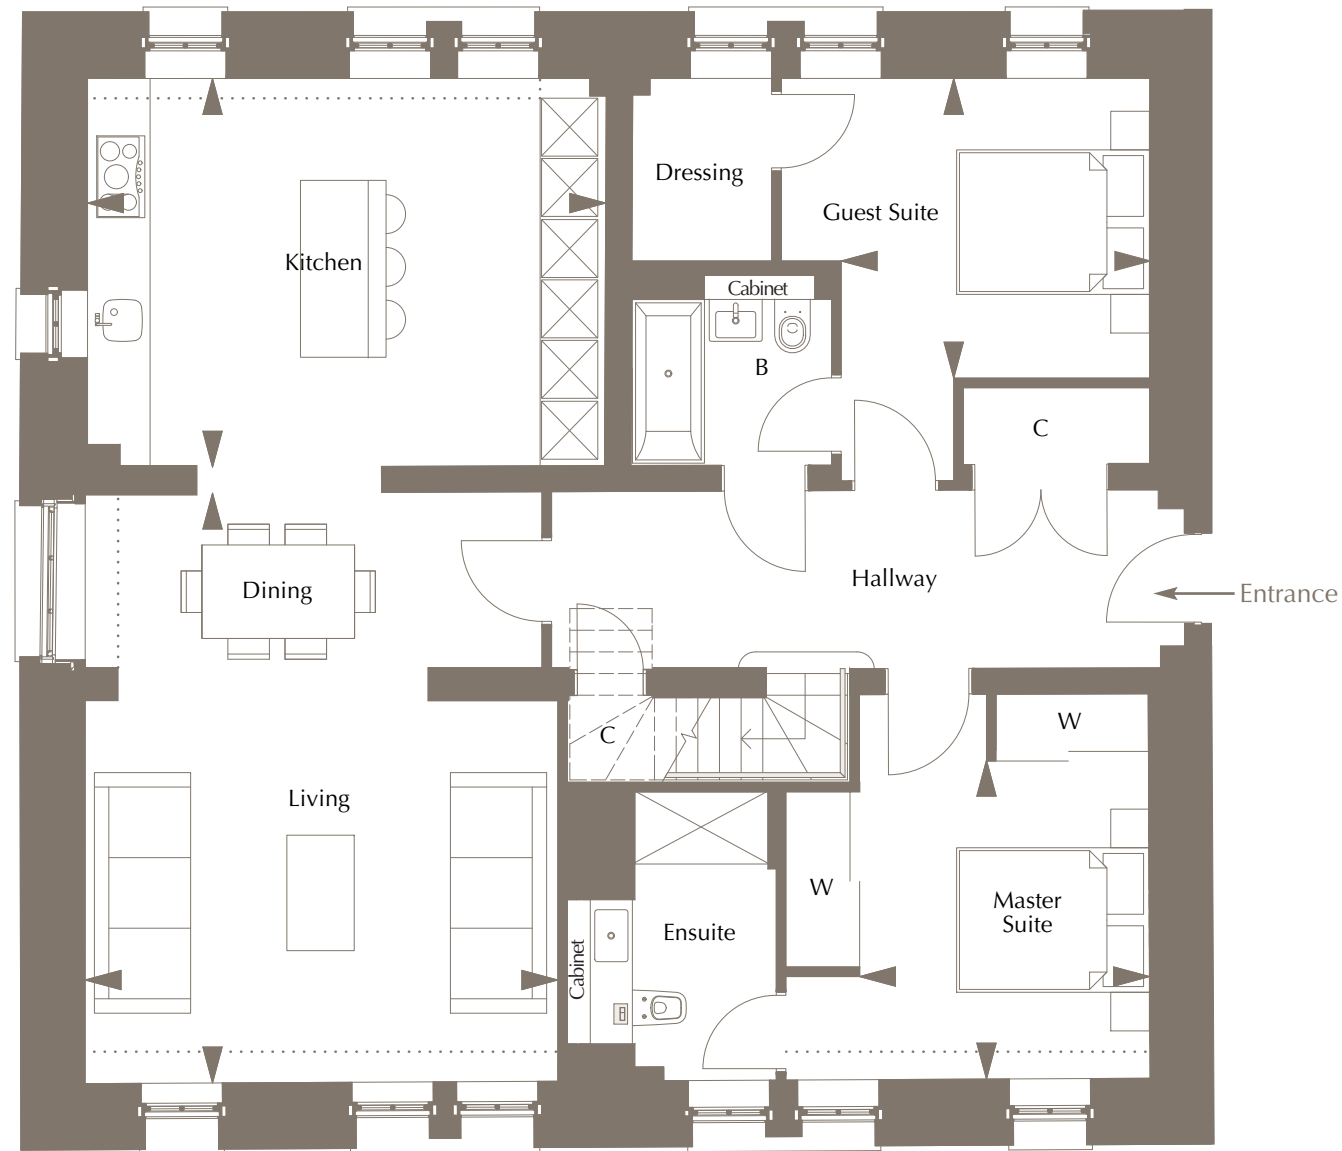 Dressing
Guest Suite
Kitchen
Cabinet
B
C
Hallway
Dining
Entrance
W
C
Living
W
Master
Suite
Ensuite
Cabinet